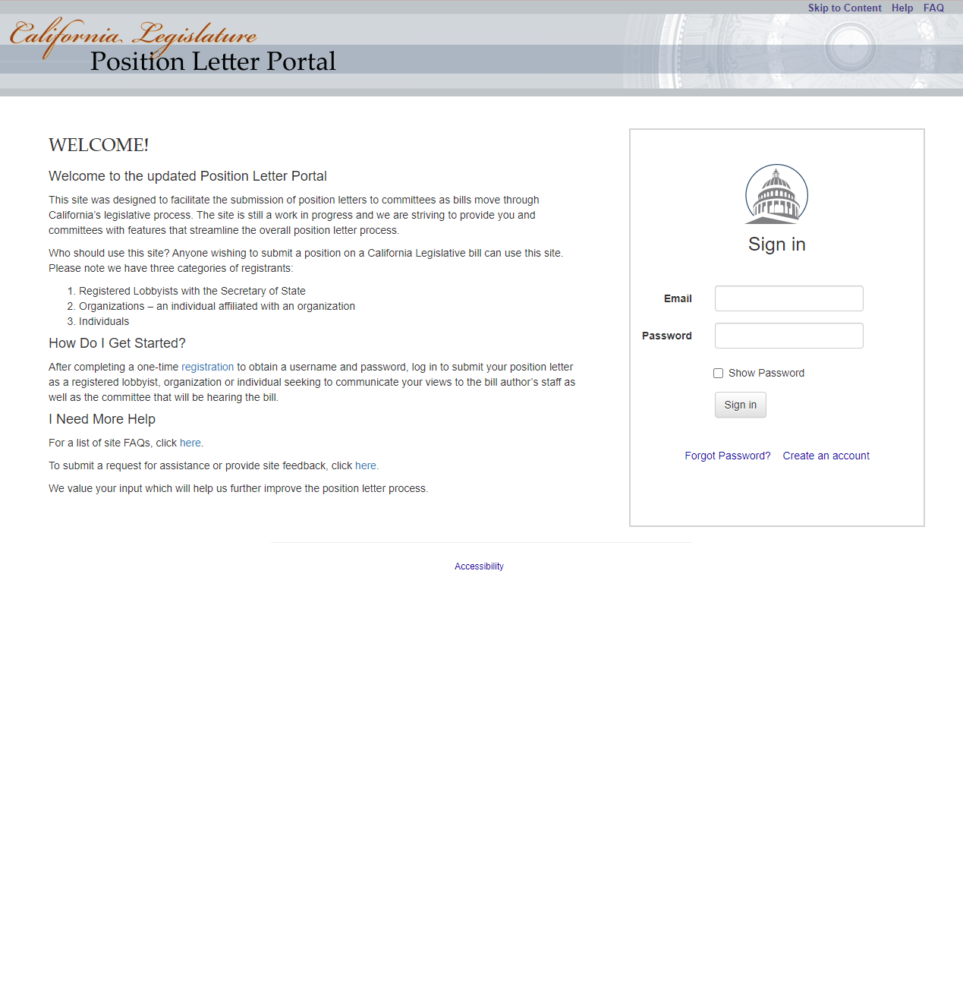 Skip to Content Help FAQ
California Legislature
Position Letter Portal
WELCOME!
Welcome to the updated Position Letter Portal
This site was designed to facilitate the submission of position letters to committees as bills move through
California’s legislative process. The site is still a work in progress and we are striving to provide you and
committees with features that streamline the overall position letter process.
Who should use this site? Anyone wishing to submit a position on a California Legislative bill can use this site.
Please note we have three categories of registrants:
1. Registered Lobbyists with the Secretary of State
2. Organizations – an individual affiliated with an organization
3. Individuals
How Do I Get Started?
After completing a one-time registration to obtain a username and password, log in to submit your position letter
as a registered lobbyist, organization or individual seeking to communicate your views to the bill author’s staff as
well as the committee that will be hearing the bill.
I Need More Help
For a list of site FAQs, click here.
To submit a request for assistance or provide site feedback, click here.
We value your input which will help us further improve the position letter process.
Sign in
Email
Password
Show Password
Sign in
Forgot Password? Create an account
Accessibility